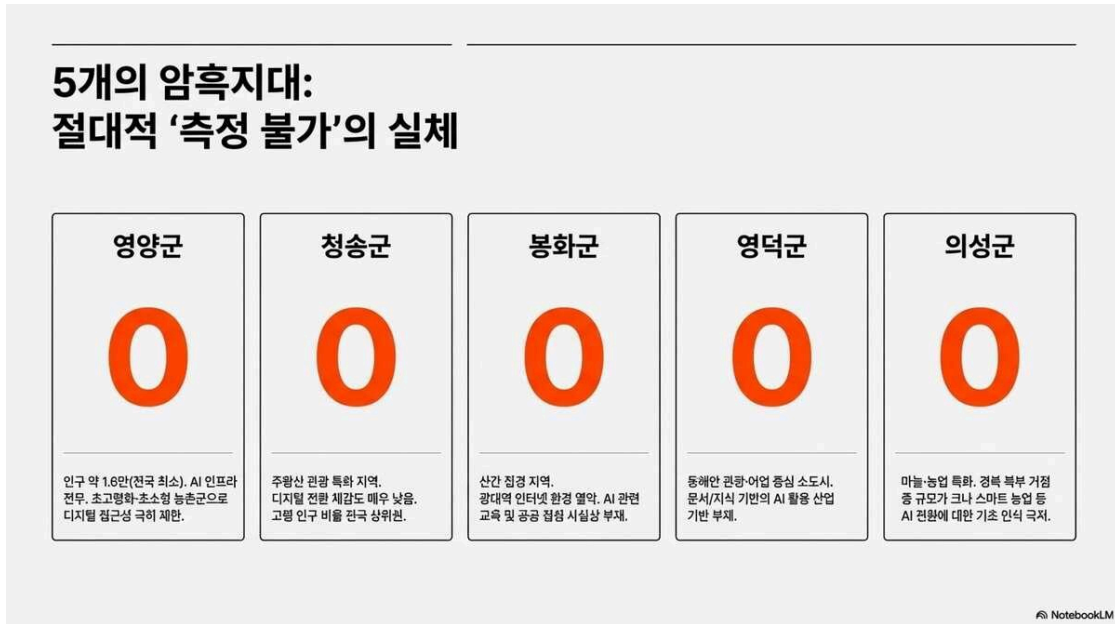 5개의 암흑지대:
절대적 ‘측정 불가’의 실체
영양군
0
인구 약 1.6만(전국 최소). AI 인프라
전무. 초고령화·초소형 농촌군으로
디지털 접근성 극히 제한.
청송군
0
주왕산 관광 특화 지역.
디지털 전환 체감도 매우 낮음.
고령 인구 비율 전국 상위권.
봉화군
0
산간 접경 지역.
광대역 인터넷 환경 열악. AI 관련
교육 및 공공 접점 사실상 부재.
영덕군
0
동해안 관광·어업 중심 소도시.
문서/지식 기반의 AI 활용 산업
기반 부재.
의성군
0
마늘·농업 특화. 경북 북부 거점
중 규모가 크나 스마트 농업 등
AI 전환에 대한 기초 인식 극저.
NotebookLM